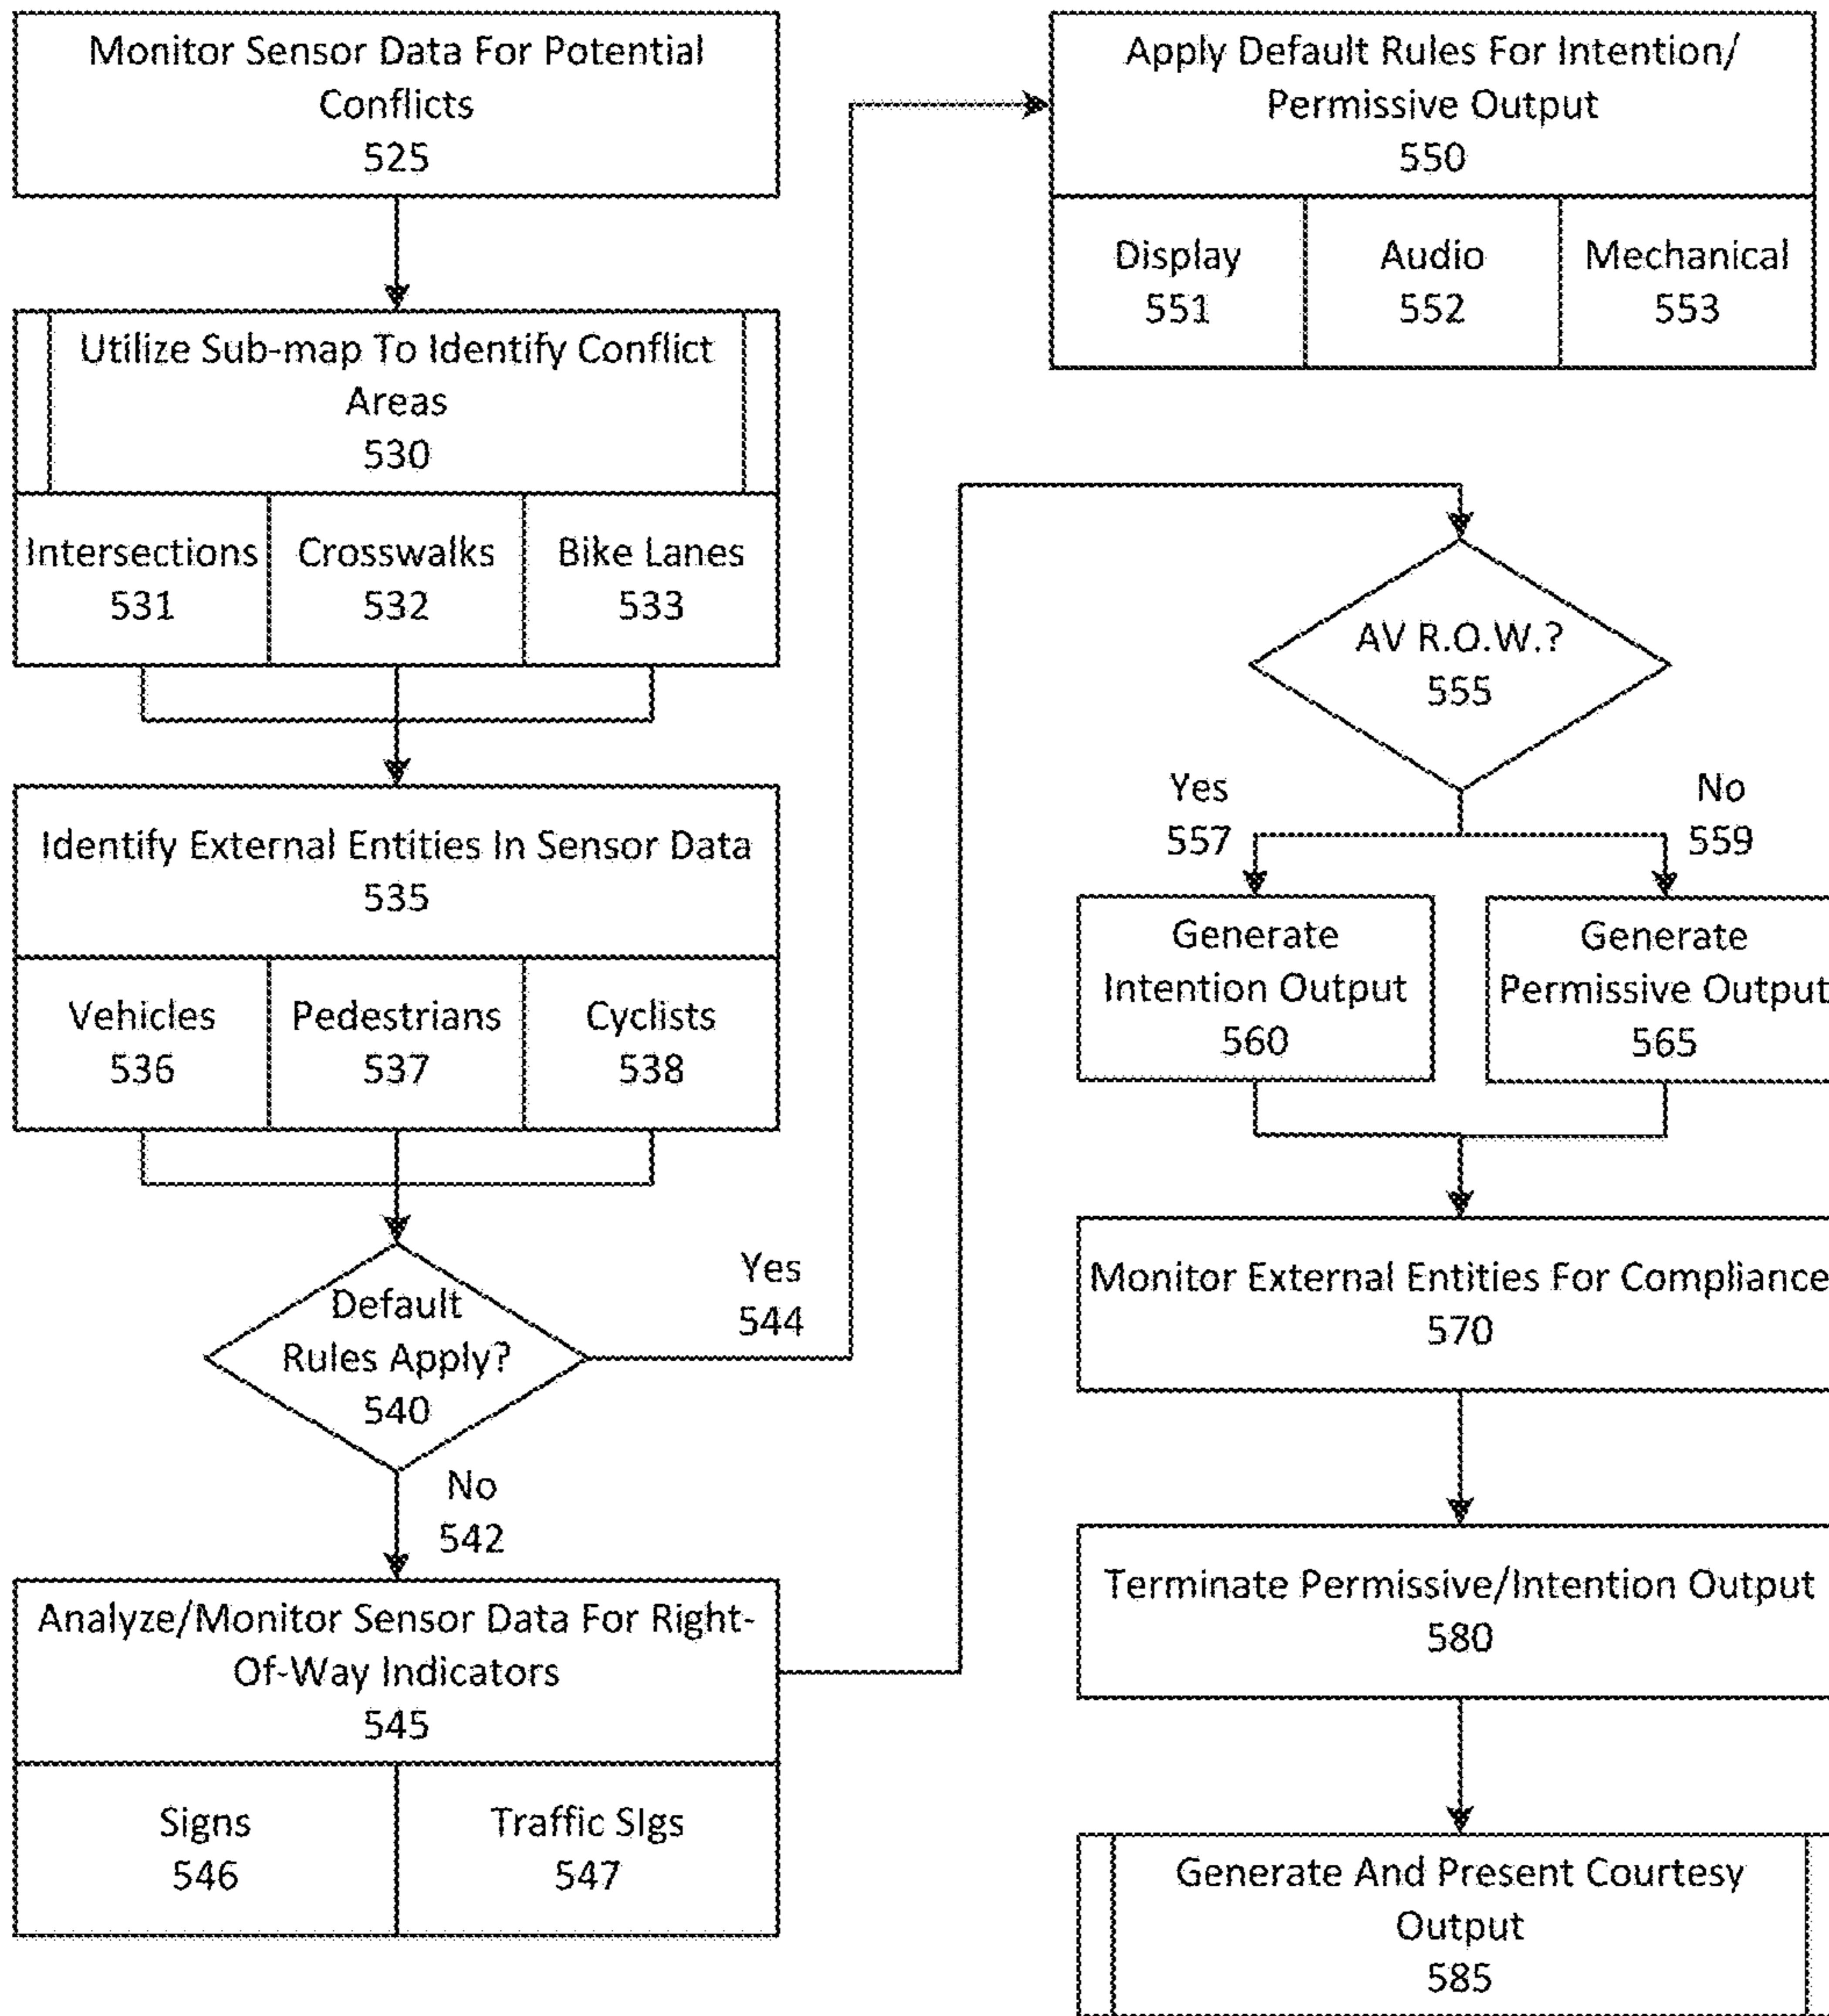 Monitor Sensor Data For Potential
Conflicts
525
Utilize Sub-map To Identify Conflict
Areas
530
Intersections
531
Crosswalks
532
Bike Lanes
533
Identify External Entities In Sensor Data
535
Vehicles
536
Pedestrians
537
Cyclists
538
Default
Rules Apply?
540
Yes
544
No
542
Analyze/Monitor Sensor Data For Right-
Of-Way Indicators
545
Signs
546
Traffic SIgs
547
Apply Default Rules For Intention/
Permissive Output
550
Display
551
Audio
552
Mechanical
553
AV R.O.W.?
555
Yes
557
No
559
Generate
Intention Output
560
Generate
Permissive Output
565
Monitor External Entities For Compliance
570
Terminate Permissive/Intention Output
580
Generate And Present Courtesy
Output
585